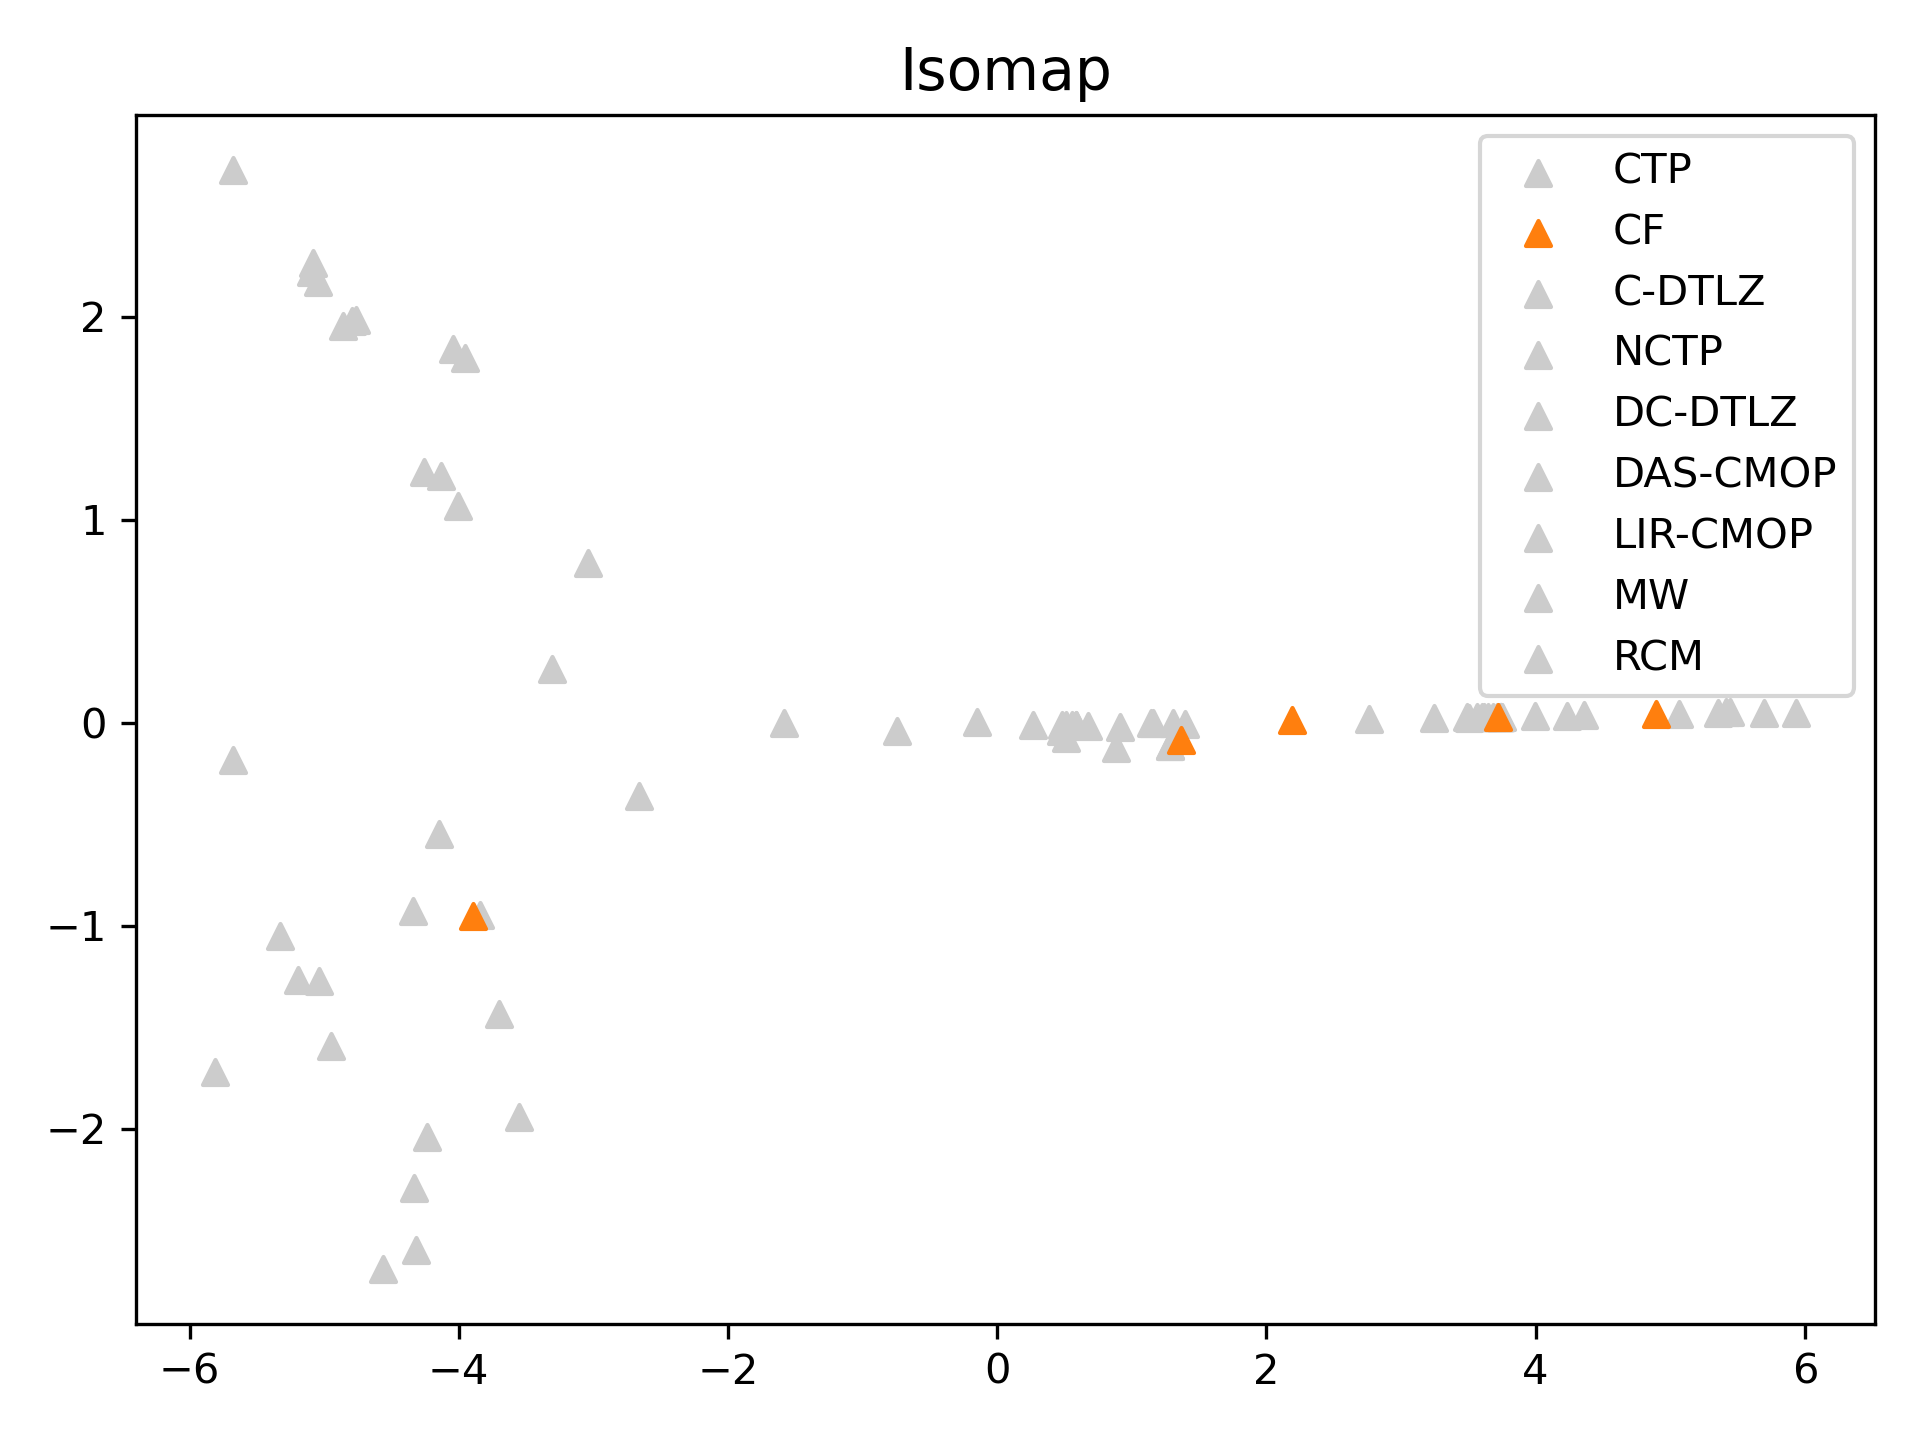 Isomap
CTP
CF
C-DTLZ
NCTP
DC-DTLZ
DAS-CMOP
LIR-CMOP
MW
RCM
2
1
0
−1
−2
−6 −4 −2 0 2 4 6